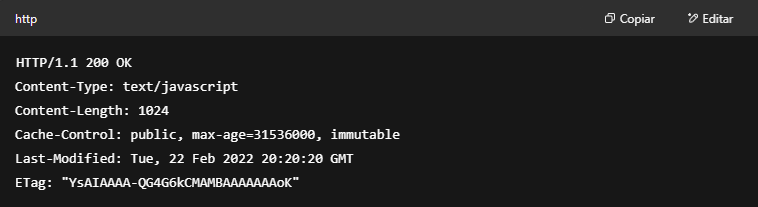 http
Copiar
Editar
HTTP/1.1 200 OK
Content-Type: text/javascript
Content-Length: 1024
Cache-Control: public, max-age=31536000, immutable
Last-Modified: Tue, 22 Feb 2022 20:20:20 GMT
ETag: "YsAIAAAA-QG4G6kCMAMBAAAAAAAoK"